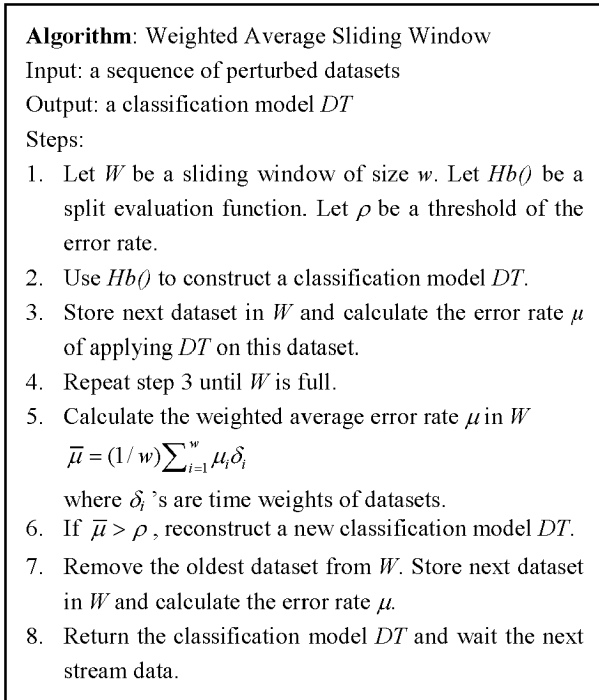 Algorithm: Weighted Average Sliding Window
Input: a sequence of perturbed datasets
Output: a classification model DT
Steps:
1. Let W be a sliding window of size w. Let Hb() be a
split evaluation function. Let ρ be a threshold of the
error rate.
2. Use Hb() to construct a classification model DT.
3. Store next dataset in W and calculate the error rate μ
of applying DT on this dataset.
4. Repeat step 3 until W is full.
5. Calculate the weighted average error rate μ in W
μ̅ = (1/w)∑_{i=1}^{w} μ_i δ_i
where δ_i 's are time weights of datasets.
6. If μ̅ > ρ , reconstruct a new classification model DT.
7. Remove the oldest dataset from W. Store next dataset
in W and calculate the error rate μ.
8. Return the classification model DT and wait the next
stream data.